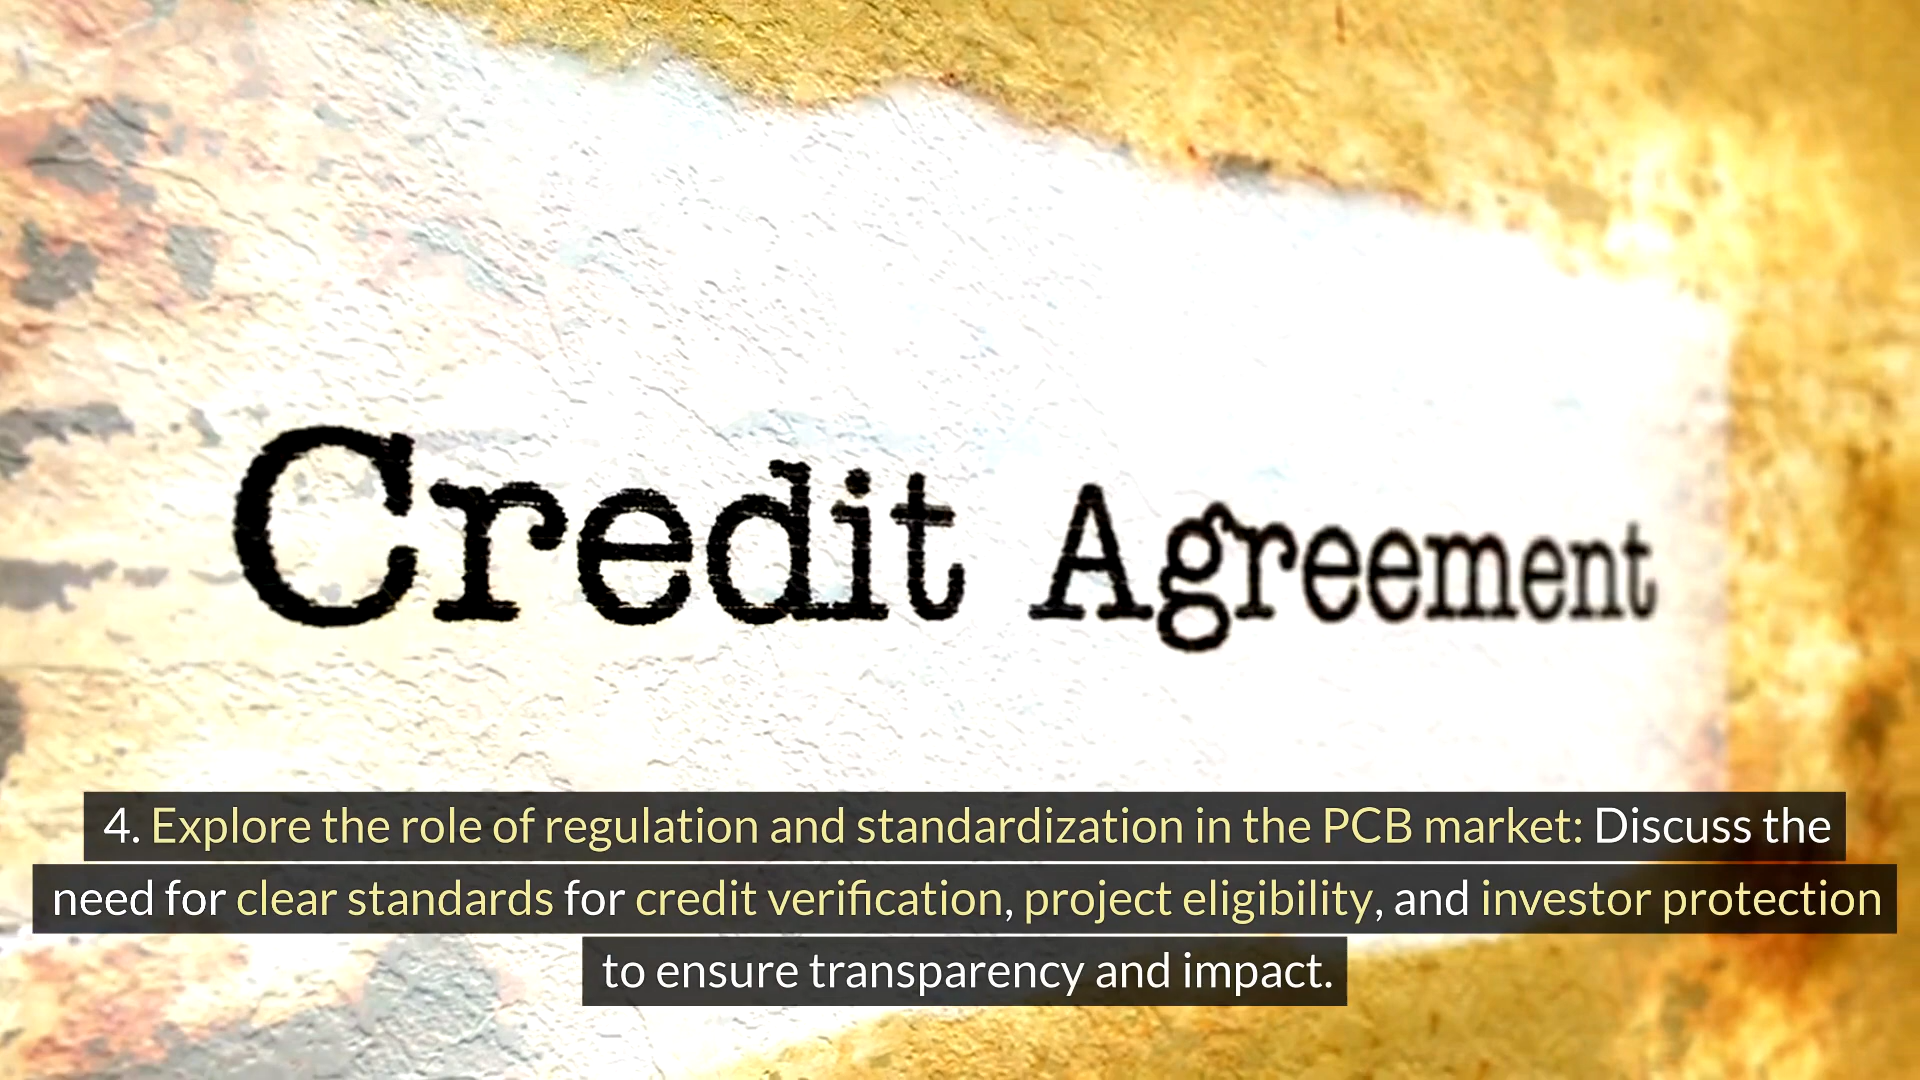 Credit Agreement
4. Explore the role of regulation and standardization in the PCB market: Discuss the
need for clear standards for credit verification, project eligibility, and investor protection
to ensure transparency and impact.